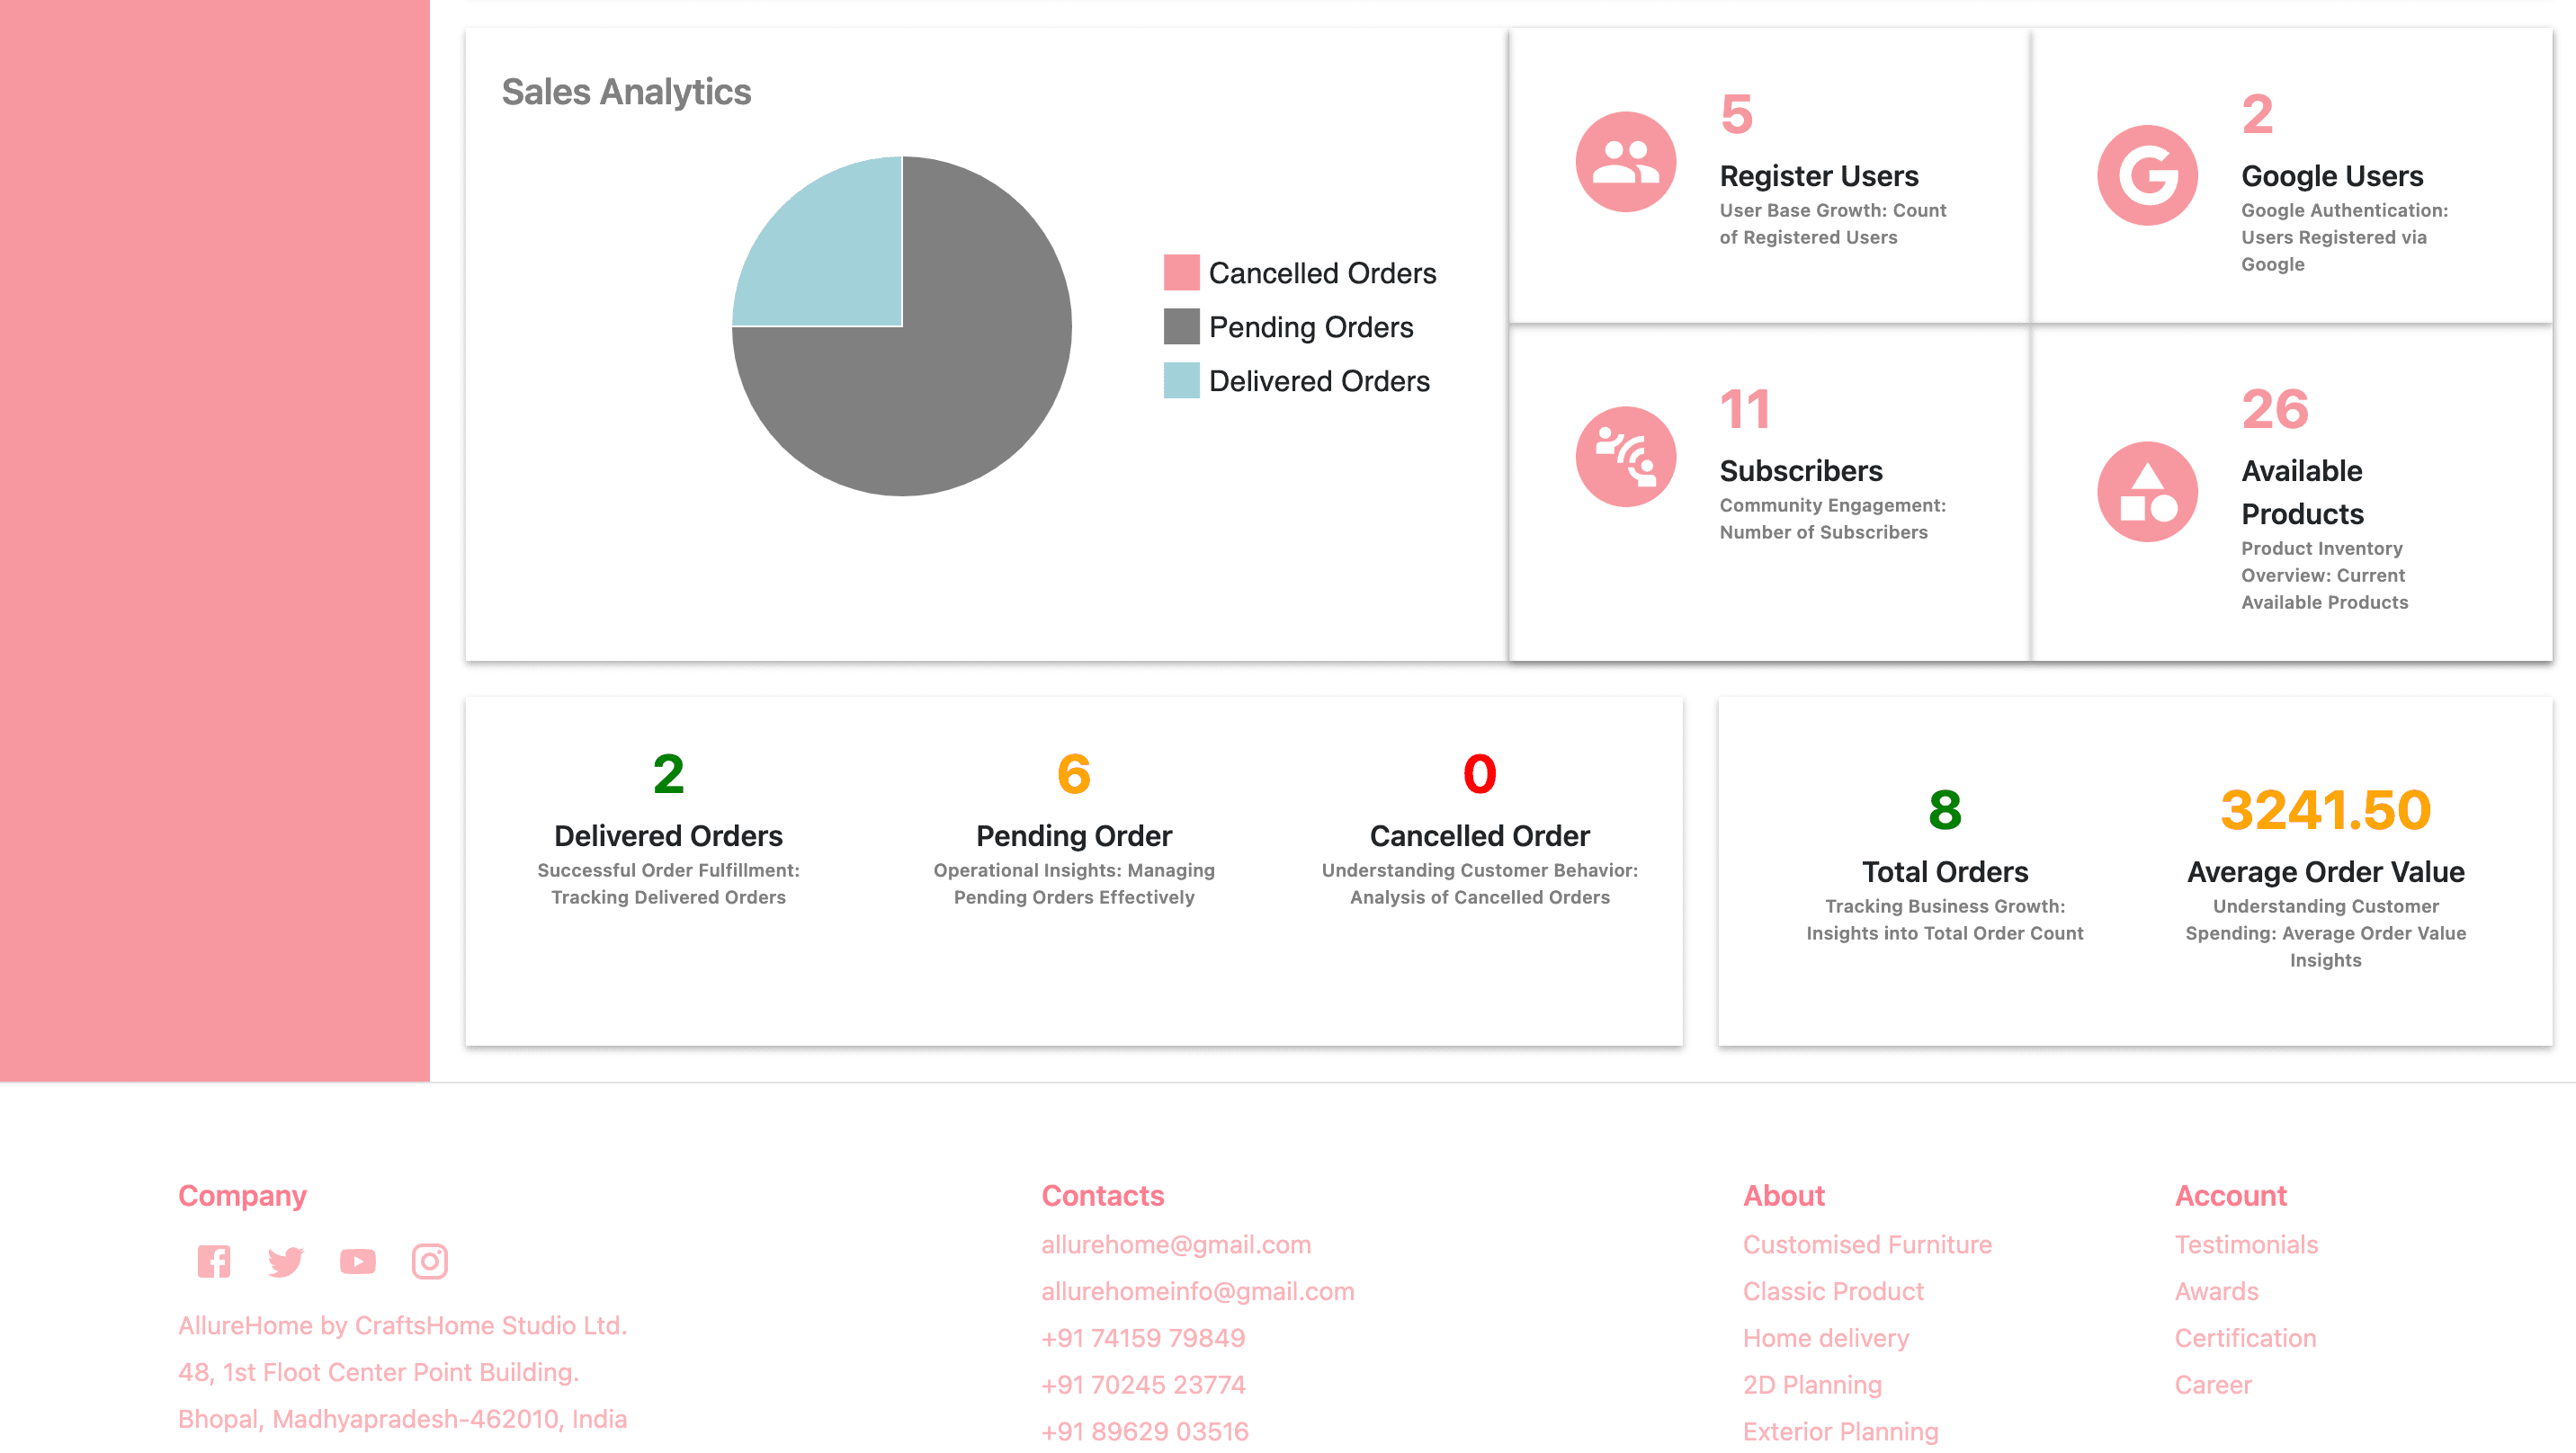 Sales Analytics
Cancelled Orders
Pending Orders
Delivered Orders
5
Register Users
User Base Growth: Count
of Registered Users
2
Google Users
Google Authentication:
Users Registered via
Google
11
Subscribers
Community Engagement:
Number of Subscribers
26
Available
Products
Product Inventory
Overview: Current
Available Products
2
Delivered Orders
Successful Order Fulfillment:
Tracking Delivered Orders
6
Pending Order
Operational Insights: Managing
Pending Orders Effectively
0
Cancelled Order
Understanding Customer Behavior:
Analysis of Cancelled Orders
8
Total Orders
Tracking Business Growth:
Insights into Total Order Count
3241.50
Average Order Value
Understanding Customer
Spending: Average Order Value
Insights
Company
AllureHome by CraftsHome Studio Ltd.
48, 1st Floot Center Point Building.
Bhopal, Madhyapradesh-462010, India
Contacts
allurehome@gmail.com
allurehomeinfo@gmail.com
+91 74159 79849
+91 70245 23774
+91 89629 03516
About
Customised Furniture
Classic Product
Home delivery
2D Planning
Exterior Planning
Account
Testimonials
Awards
Certification
Career